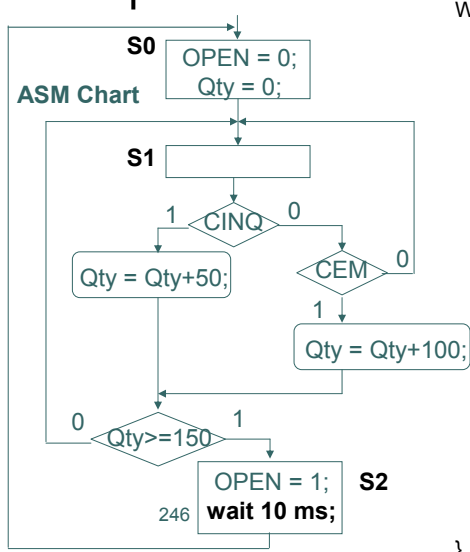 W
S0
OPEN = 0;
Qty = 0;
ASM Chart
S1
1
CINQ
0
Qty = Qty+50;
CEM
0
1
Qty = Qty+100;
0
Qty>=150
1
OPEN = 1;
S2
246
wait 10 ms;
}